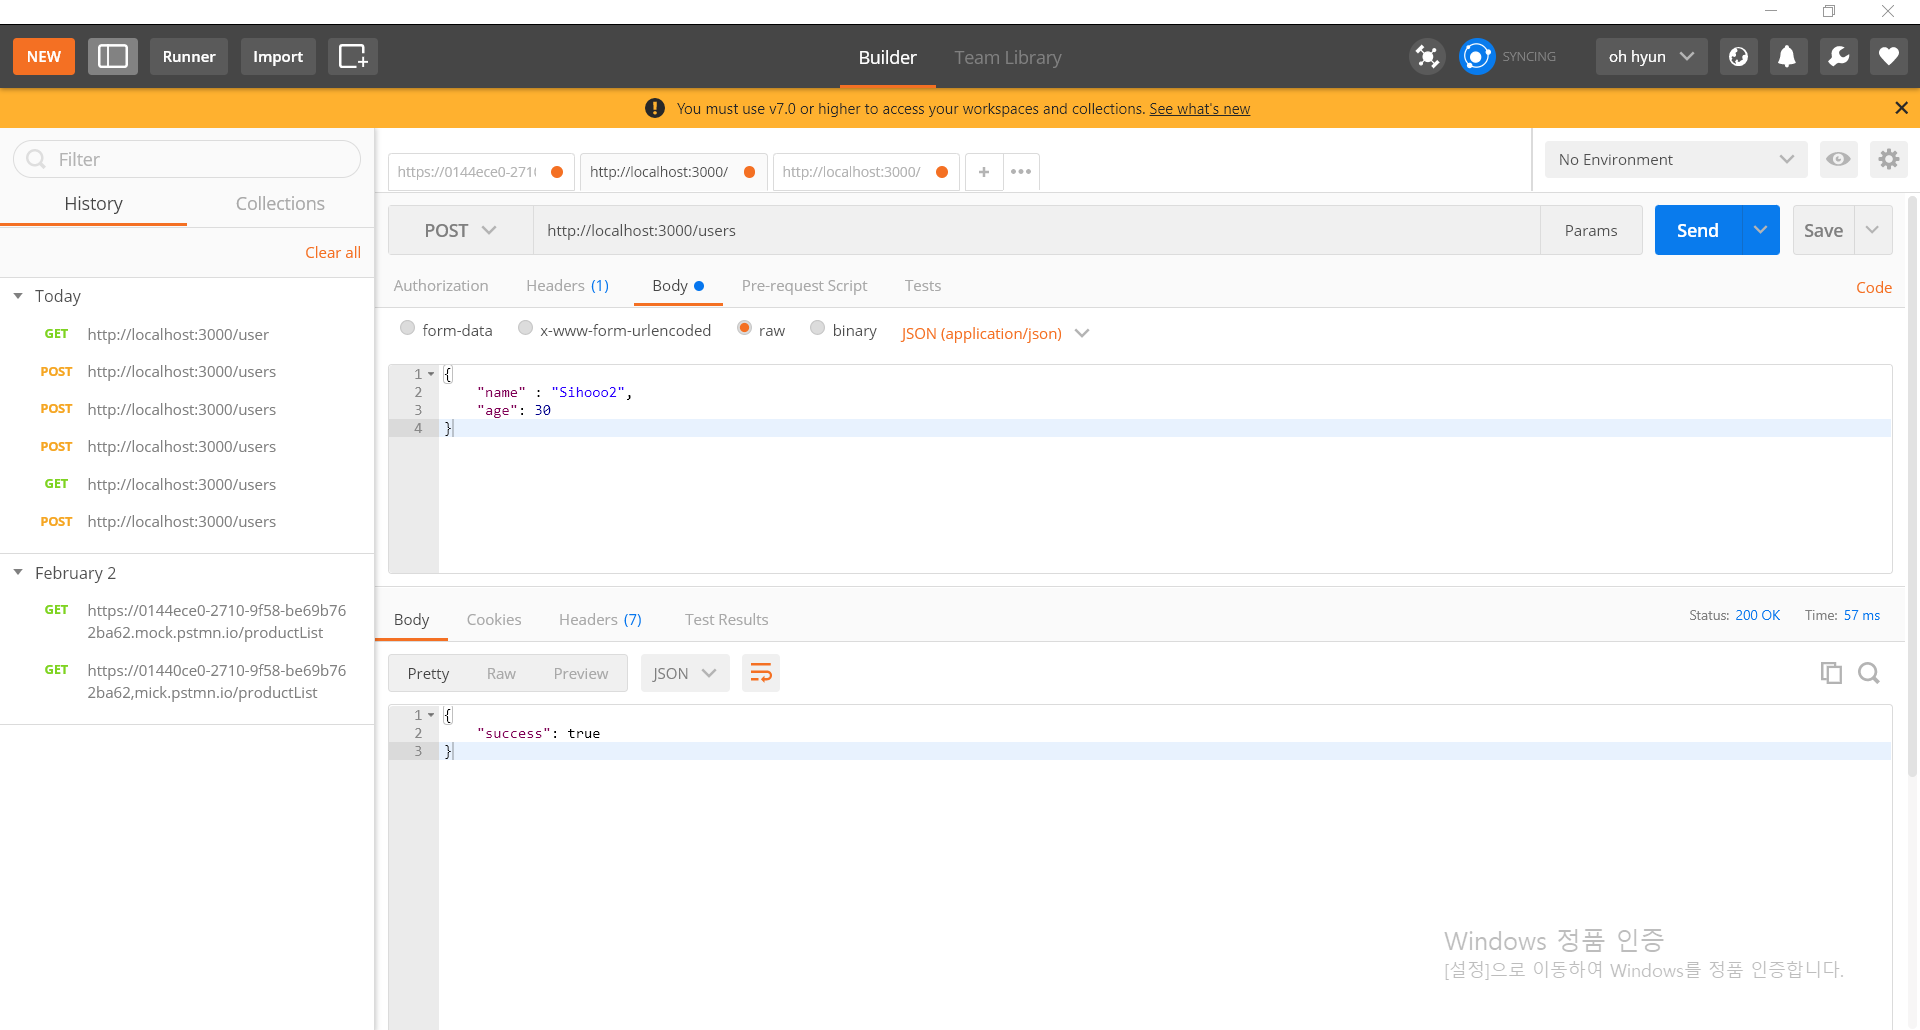 NEW
Runner
Import
Builder
Team Library
SYNCING
oh hyun
You must use v7.0 or higher to access your workspaces and collections. See what's new
Filter
History
Collections
Clear all
Today
GET http://localhost:3000/user
POST http://localhost:3000/users
POST http://localhost:3000/users
POST http://localhost:3000/users
GET http://localhost:3000/users
POST http://localhost:3000/users
February 2
GET https://0144ece0-2710-9f58-be69b76
2ba62.mock.pstmn.io/productList
GET https://01440ce0-2710-9f58-be69b76
2ba62,mick.pstmn.io/productList
https://0144ece0-271
http://localhost:3000/
http://localhost:3000/
No Environment
POST
http://localhost:3000/users
Params
Send
Save
Authorization
Headers (1)
Body
Pre-request Script
Tests
Code
form-data
x-www-form-urlencoded
raw
binary
JSON (application/json)
1 {
2 "name" : "Sihooo2",
3 "age": 30
4 }
Body
Cookies
Headers (7)
Test Results
Status: 200 OK
Time: 57 ms
Pretty
Raw
Preview
JSON
1 {
2 "success": true
3 }
Windows 정품 인증
[설정]으로 이동하여 Windows를 정품 인증합니다.